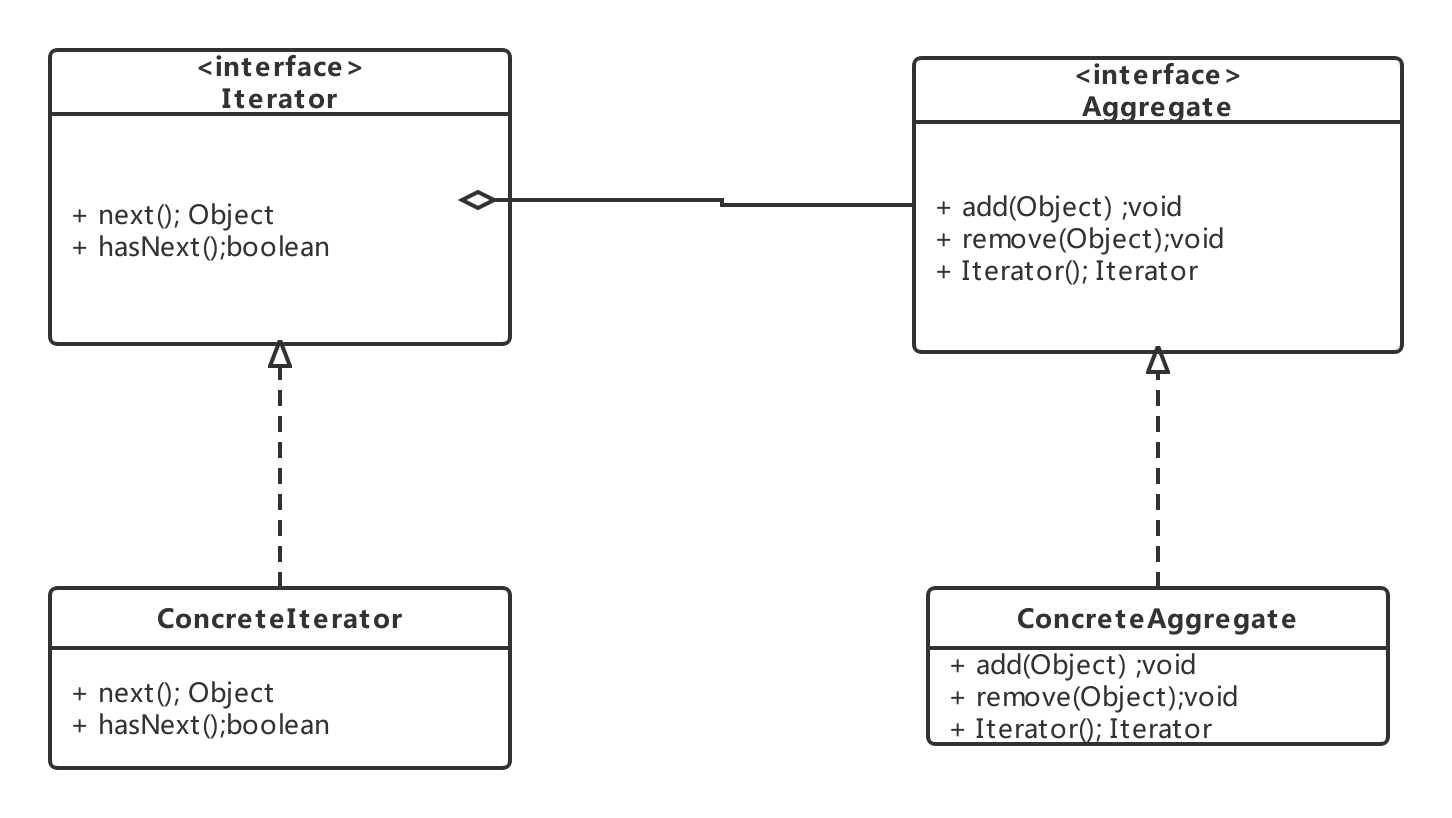 <interface>
Iterator
+ next(); Object
+ hasNext();boolean
<interface>
Aggregate
+ add(Object) ;void
+ remove(Object);void
+ Iterator(); Iterator
ConcreteIterator
+ next(); Object
+ hasNext();boolean
ConcreteAggregate
+ add(Object) ;void
+ remove(Object);void
+ Iterator(); Iterator